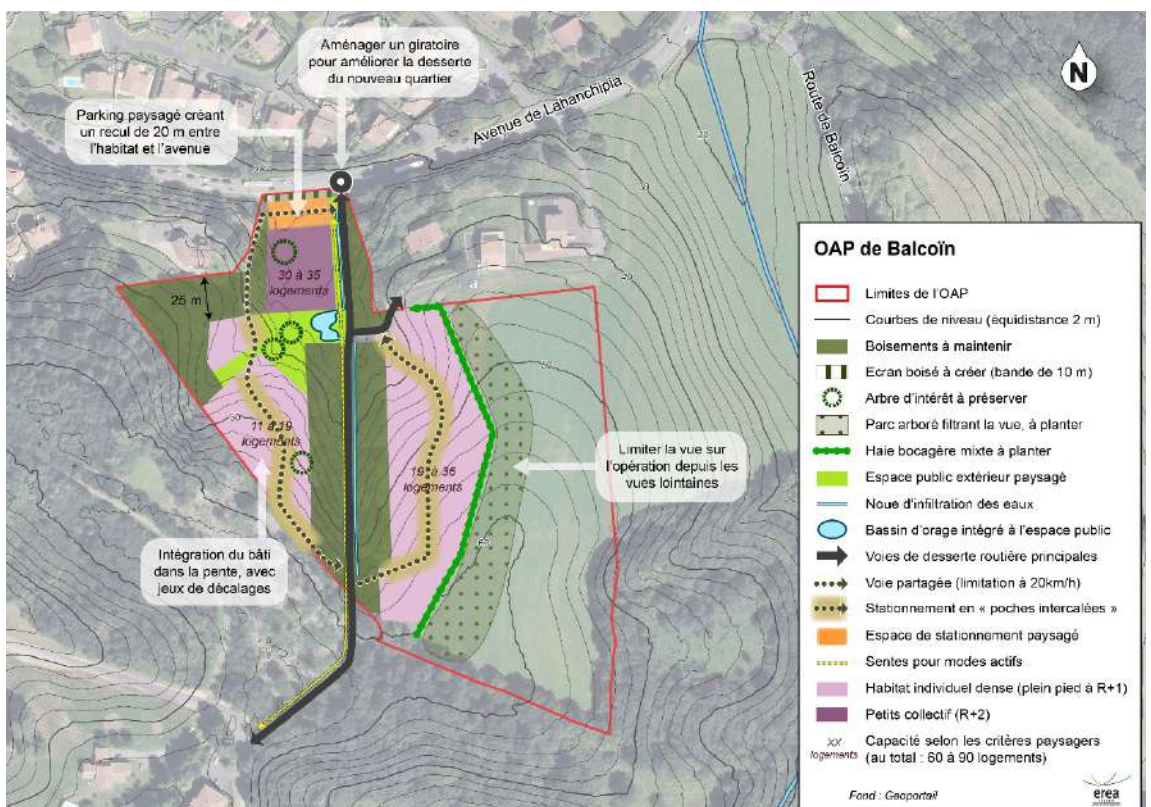 Aménager un giratoire
pour améliorer la desserte
du nouveau quartier
Parking paysagé créant
un recul de 20 m entre
l'habitat et l'avenue
Avenue de Lahanchipia
Route de Balcoïn
N
30 à 35
logements
25 m
11 à 19
logements
19 à 36
logements
50
60
Limiter la vue sur
l'opération depuis les
vues lointaines
Intégration du bâti
dans la pente, avec
jeux de décalages
OAP de Balcoïn
Limites de l'OAP
Courbes de niveau (équidistance 2 m)
Boisements à maintenir
Ecran boisé à créer (bande de 10 m)
Arbre d'intérêt à préserver
Parc arboré filtrant la vue, à planter
Haie bocagère mixte à planter
Espace public extérieur paysagé
Noue d'infiltration des eaux
Bassin d'orage intégré à l'espace public
Voies de desserte routière principales
Voie partagée (limitation à 20km/h)
Stationnement en « poches intercalées »
Espace de stationnement paysagé
Sentes pour modes actifs
Habitat individuel dense (plein pied à R+1)
Petits collectif (R+2)
XX
logements
Capacité selon les critères paysagers
(au total : 60 à 90 logements)
Fond : Geoportail
erea